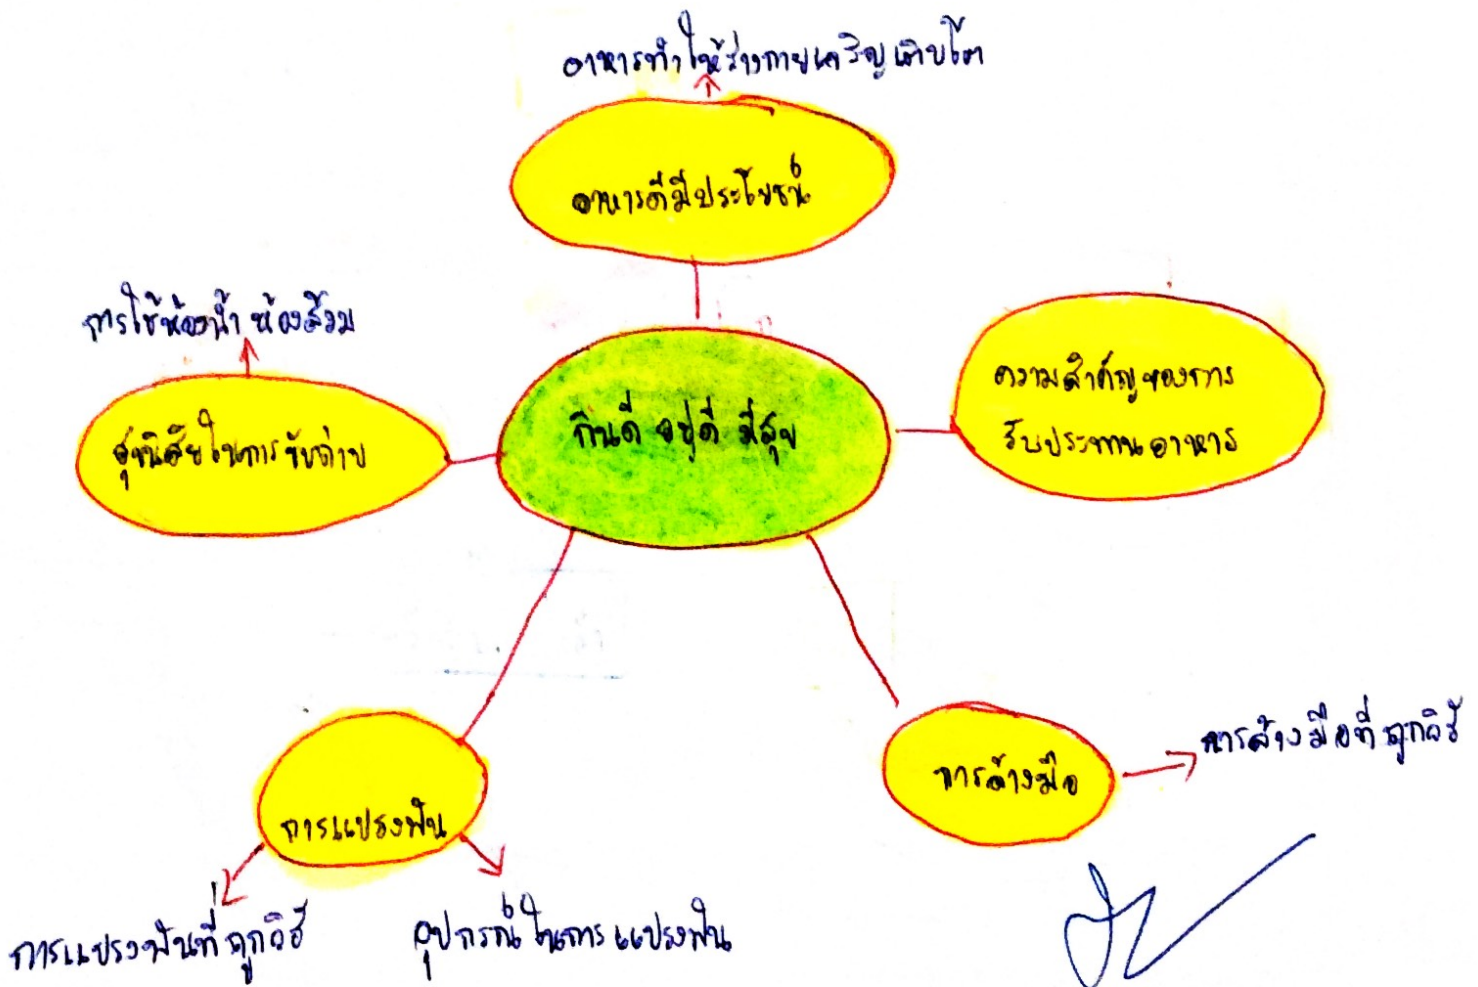 อาหารทำให้ร่างกายเจริญเติบโต
อาหารดีมีประโยชน์
การใช้ห้องน้ำ ห้องส้วม
สุขนิสัยในการขับถ่าย
กินดี อยู่ดี มีสุข
ความสำคัญของการ
รับประทานอาหาร
การล้างมือ
การล้างมือที่ถูกวิธี
การแปรงฟัน
การแปรงฟันที่ถูกวิธี
อุปกรณ์ในการแปรงฟัน